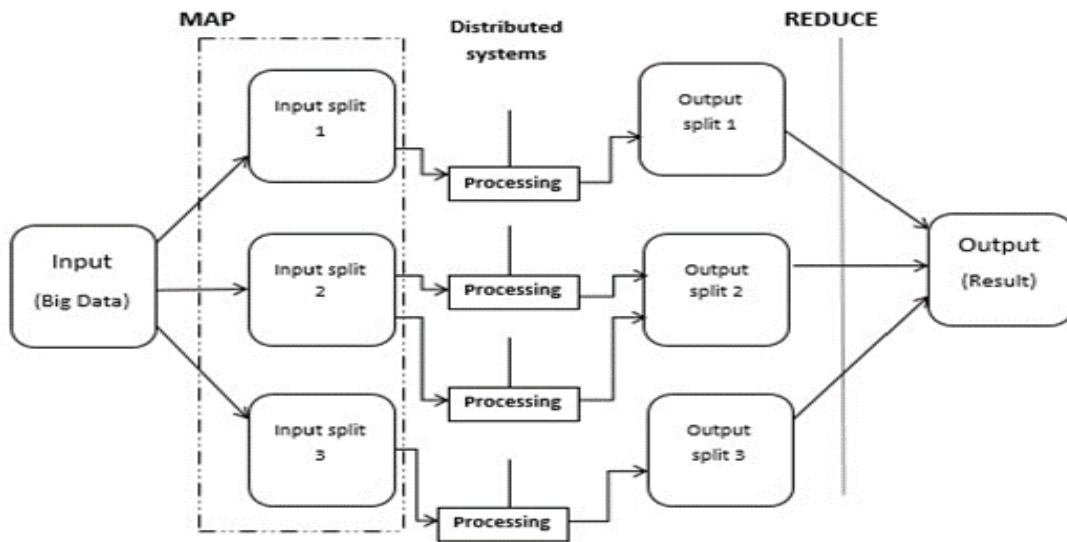 MAP
Distributed
systems
REDUCE
Input split
1
Output
split 1
Processing
Input
(Big Data)
Input split
2
Processing
Output
split 2
Output
(Result)
Processing
Input split
3
Output
split 3
Processing